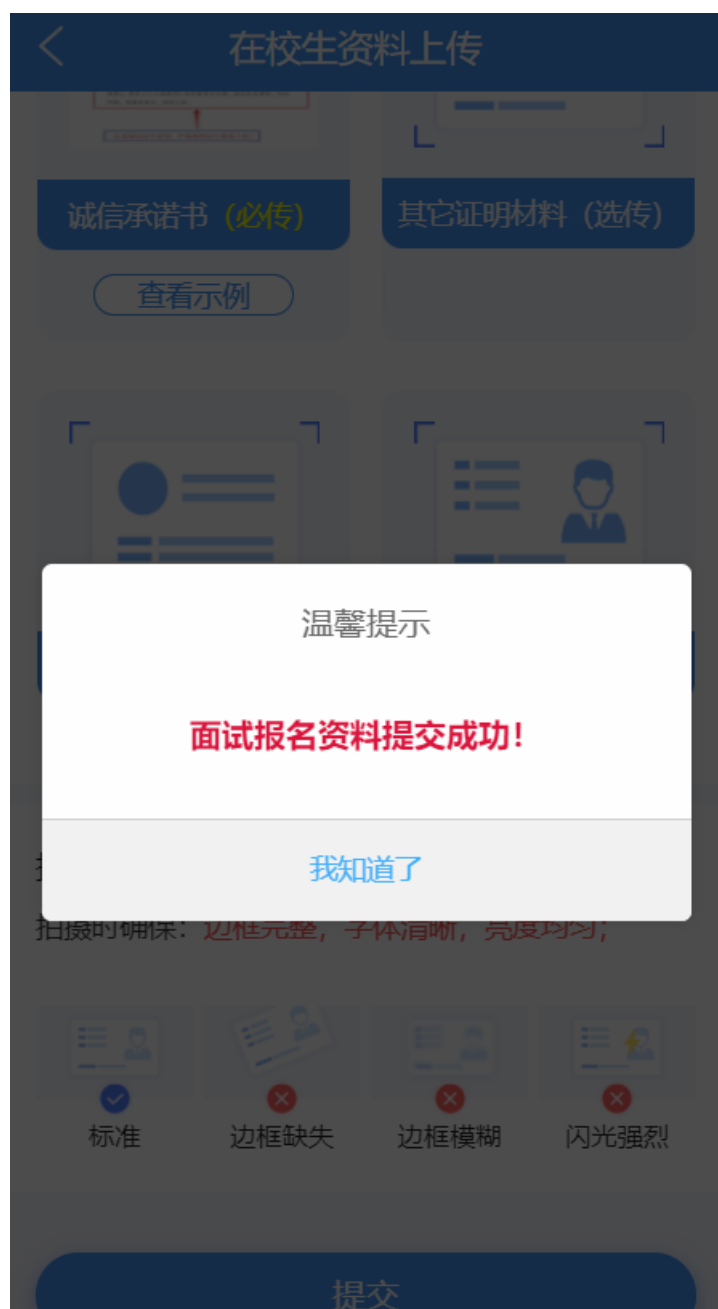 在校生资料上传
诚信承诺书（必传）
其它证明材料（选传）
查看示例
温馨提示
面试报名资料提交成功！
我知道了
拍摄时确保：边框完整，字体清晰，亮度均匀；
标准
边框缺失
边框模糊
闪光强烈
提交